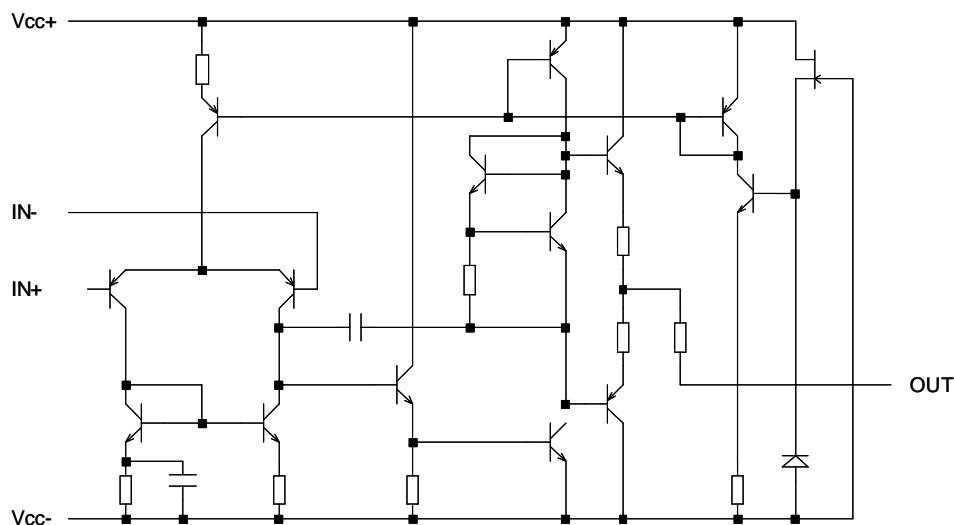 Vcc+
IN-
IN+
OUT
Vcc-